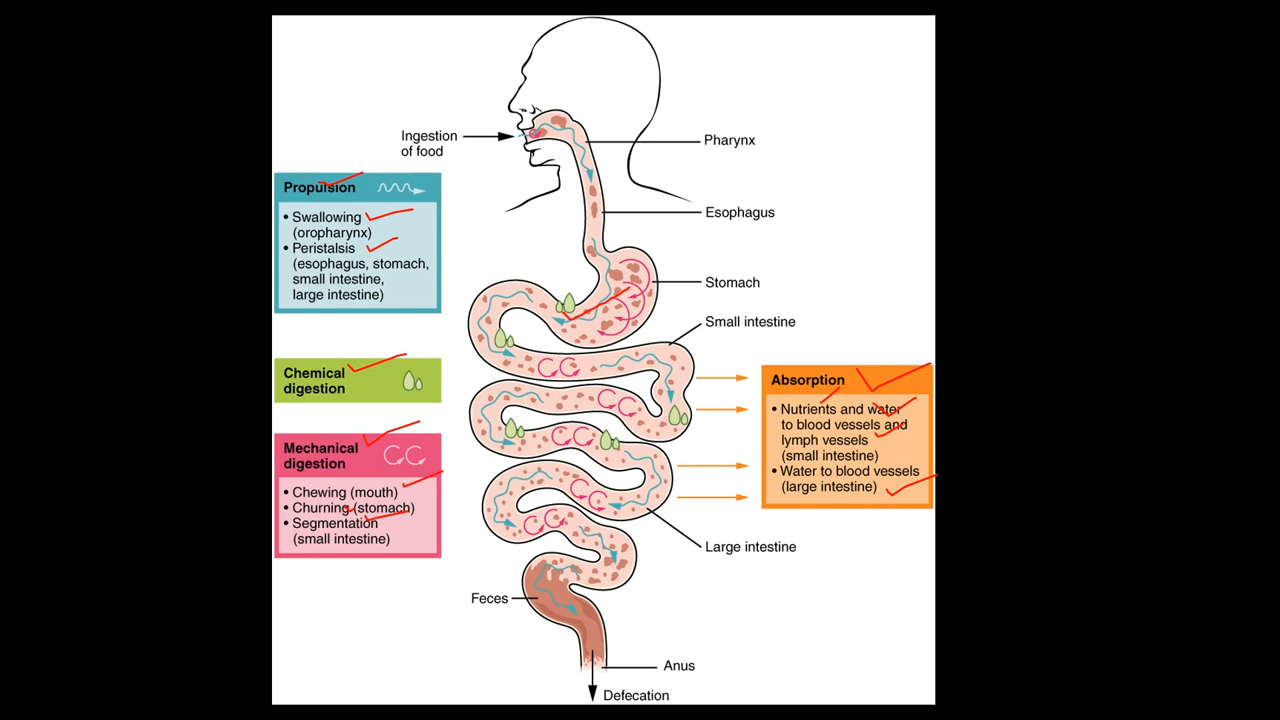 Ingestion
of food
Pharynx
Propulsion
• Swallowing
(oropharynx)
• Peristalsis
(esophagus, stomach,
small intestine,
large intestine)
Esophagus
Stomach
Small intestine
Chemical
digestion
Absorption
• Nutrients and water
to blood vessels and
lymph vessels
(small intestine)
• Water to blood vessels
(large intestine)
Mechanical
digestion
• Chewing (mouth)
• Churning (stomach)
• Segmentation
(small intestine)
Large intestine
Feces
Anus
Defecation